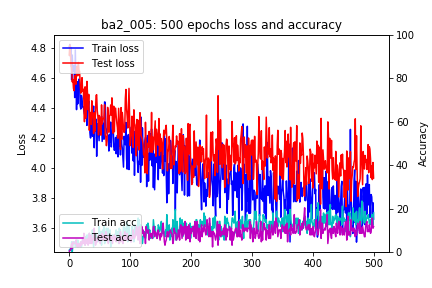 ba2_005: 500 epochs loss and accuracy
Train loss
Test loss
Train acc
Test acc
Loss
4.8
4.6
4.4
4.2
4.0
3.8
3.6
Accuracy
100
80
60
40
20
0
0 100 200 300 400 500